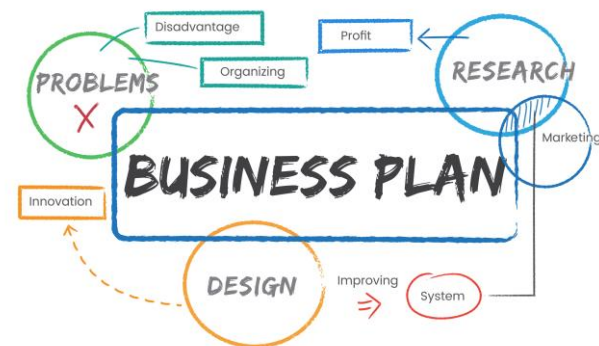 Disadvantage
Profit
PROBLEMS
Organizing
RESEARCH
Marketing
BUSINESS PLAN
Innovation
DESIGN
Improving
System